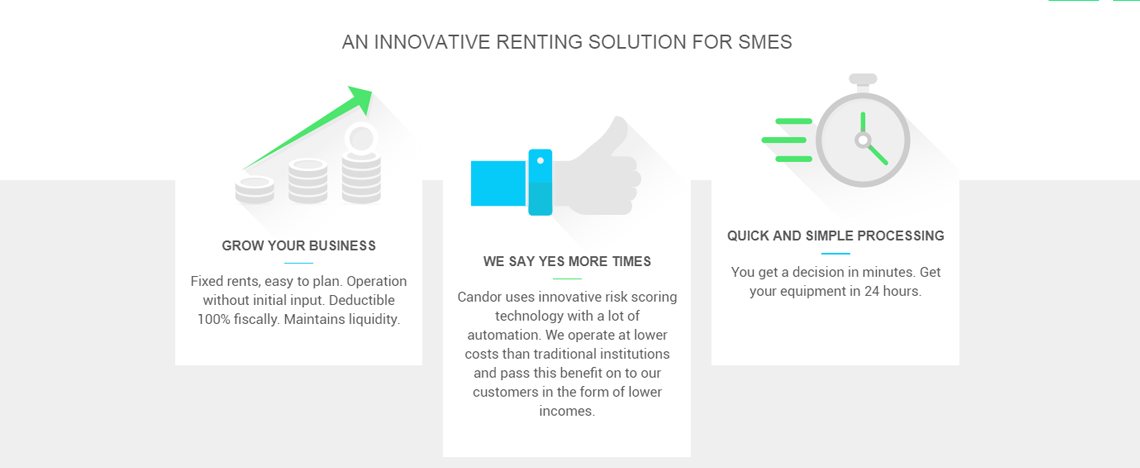 AN INNOVATIVE RENTING SOLUTION FOR SMES
GROW YOUR BUSINESS
Fixed rents, easy to plan. Operation
without initial input. Deductible
100% fiscally. Maintains liquidity.
WE SAY YES MORE TIMES
Candor uses innovative risk scoring
technology with a lot of
automation. We operate at lower
costs than traditional institutions
and pass this benefit on to our
customers in the form of lower
incomes.
QUICK AND SIMPLE PROCESSING
You get a decision in minutes. Get
your equipment in 24 hours.